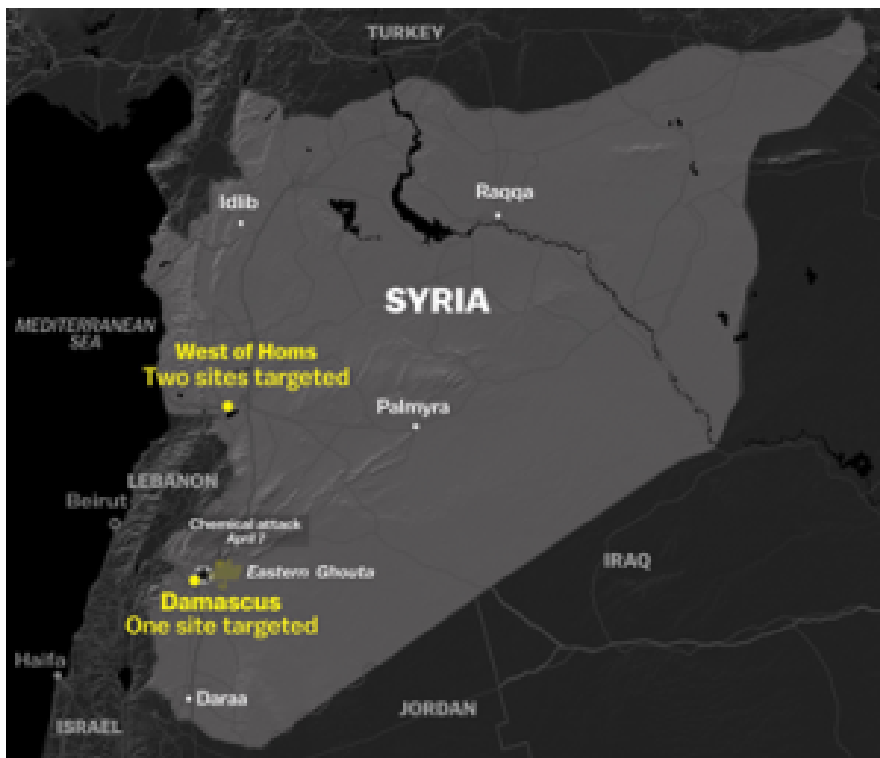 TURKEY
Idlib
Raqqa
SYRIA
MEDITERRANEAN
SEA
West of Homs
Two sites targeted
Palmyra
LEBANON
Beirut
Chemical attack
April 7
Eastern Ghouta
IRAQ
Damascus
One site targeted
Haifa
Daraa
JORDAN
ISRAEL